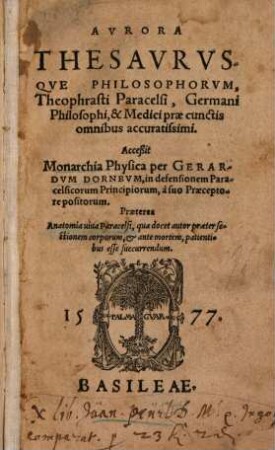 AVRORA
THESAVRVS-
QVE PHILOSOPHORVM,
Theophrasti Paracelsi, Germani
Philosophi, & Medici præ cunctis
omnibus accuratissimi.
Accessit
Monarchia Physica per GERAR-
DVM DORNEVM, in defensionem Para-
celsicorum Principiorum, à suo Præcepto-
re positorum.
Præterea
Anatomia viua Paracelsi, qua docet autor præter se-
ctionem corporum, & ante mortem, patienti-
bus esse succurrendum.
PALMA GVAR.
15 77.
BASILEAE.